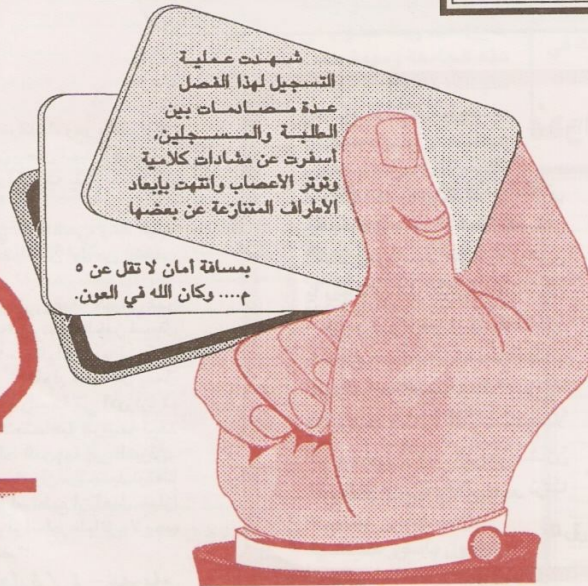 شهدت عملية
التسجيل لهذا الفصل
عدة مصادمات بين
الطلبة والمسجلين،
أسفرت عن مشادات كلامية
وتوتر الأعصاب وانتهت بإبعاد
الأطراف المتنازعة عن بعضها
بمسافة أمان لا تقل عن ٥
م.... وكان الله في العون.